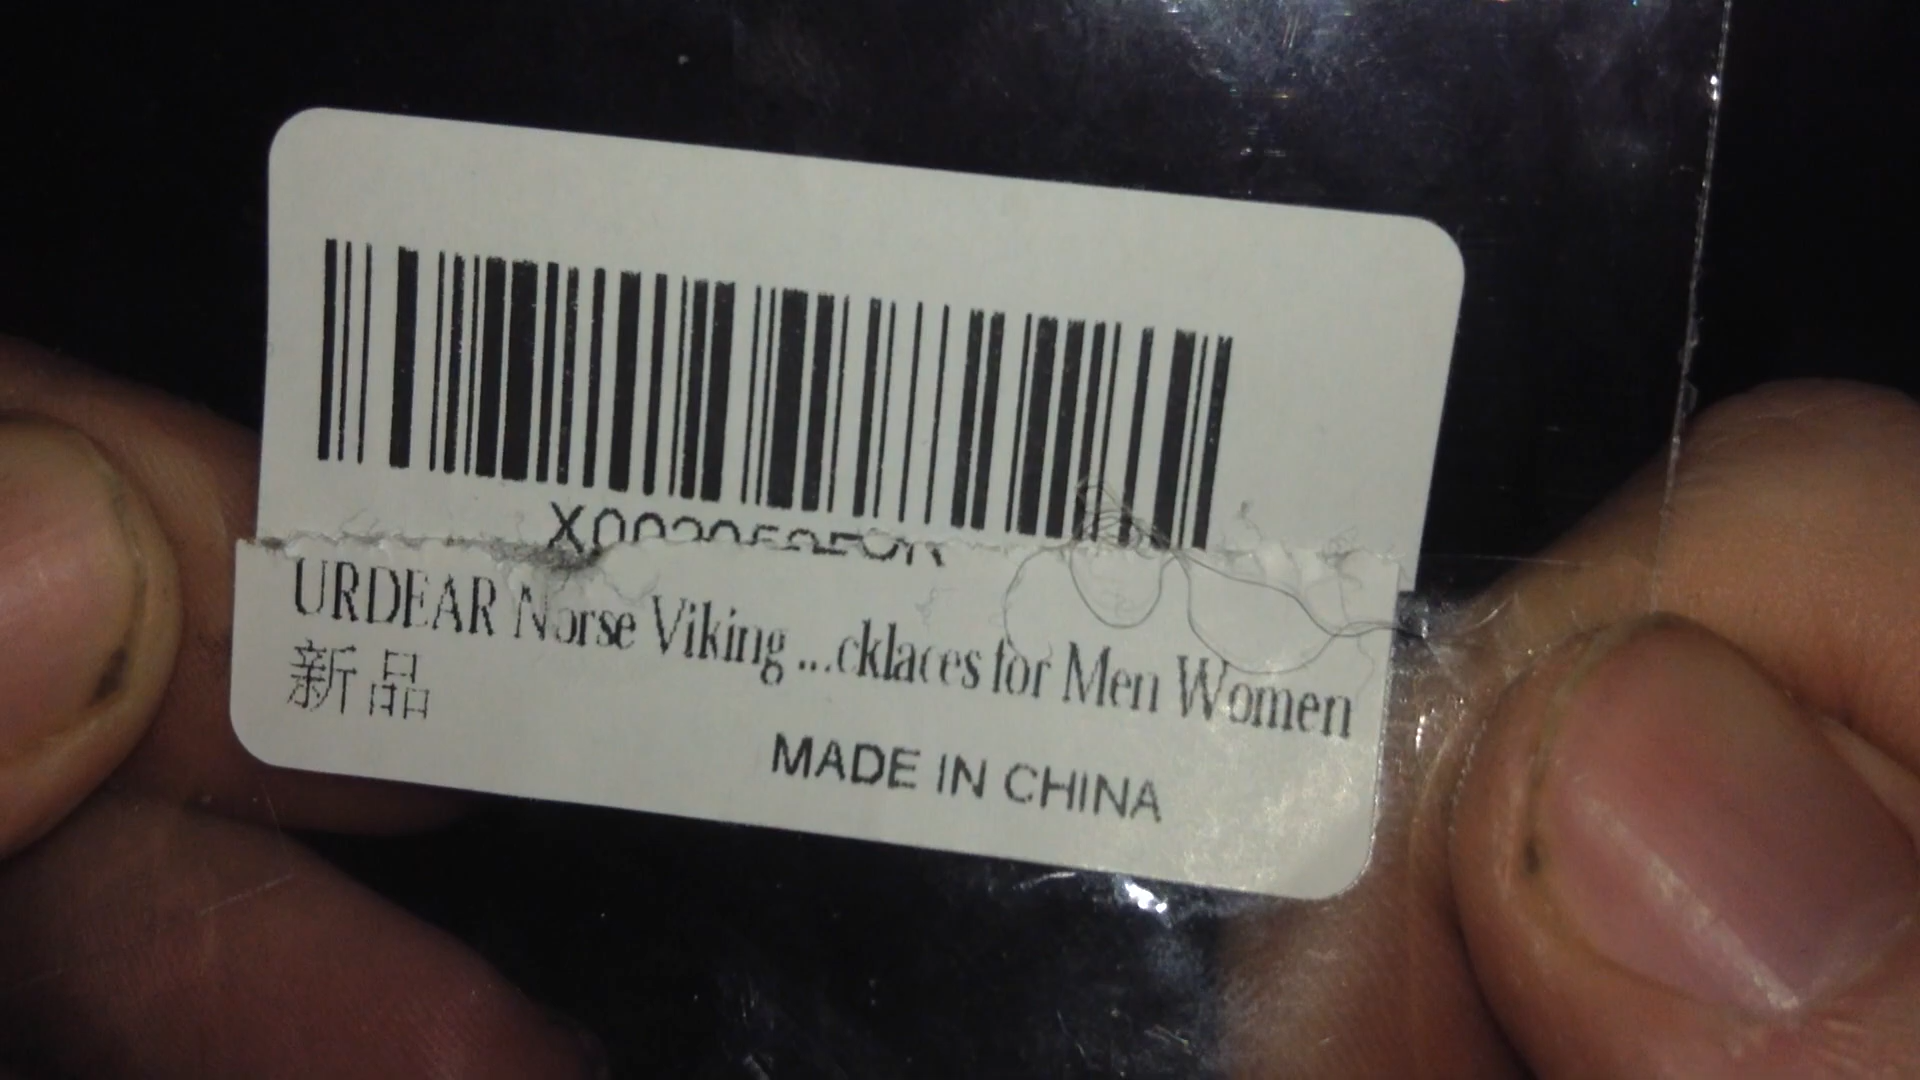 URDEAR Norse Viking ...cklaces for Men Women
新品
MADE IN CHINA